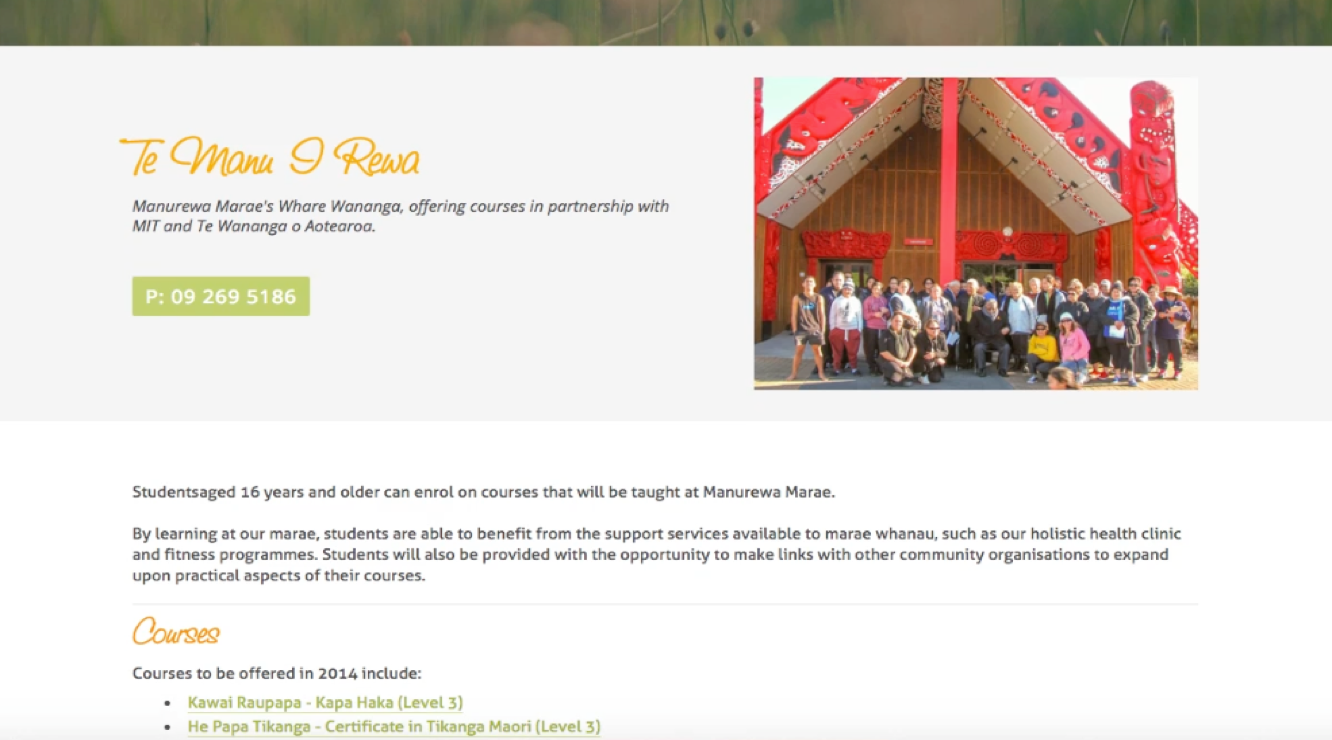 Te Manu I Rewa
Manurewa Marae's Whare Wananga, offering courses in partnership with
MIT and Te Wananga o Aotearoa.
P: 09 269 5186
Studentsaged 16 years and older can enrol on courses that will be taught at Manurewa Marae.
By learning at our marae, students are able to benefit from the support services available to marae whanau, such as our holistic health clinic
and fitness programmes. Students will also be provided with the opportunity to make links with other community organisations to expand
upon practical aspects of their courses.
Courses
Courses to be offered in 2014 include:
• Kawai Raupapa - Kapa Haka (Level 3)
• He Papa Tikanga - Certificate in Tikanga Maori (Level 3)